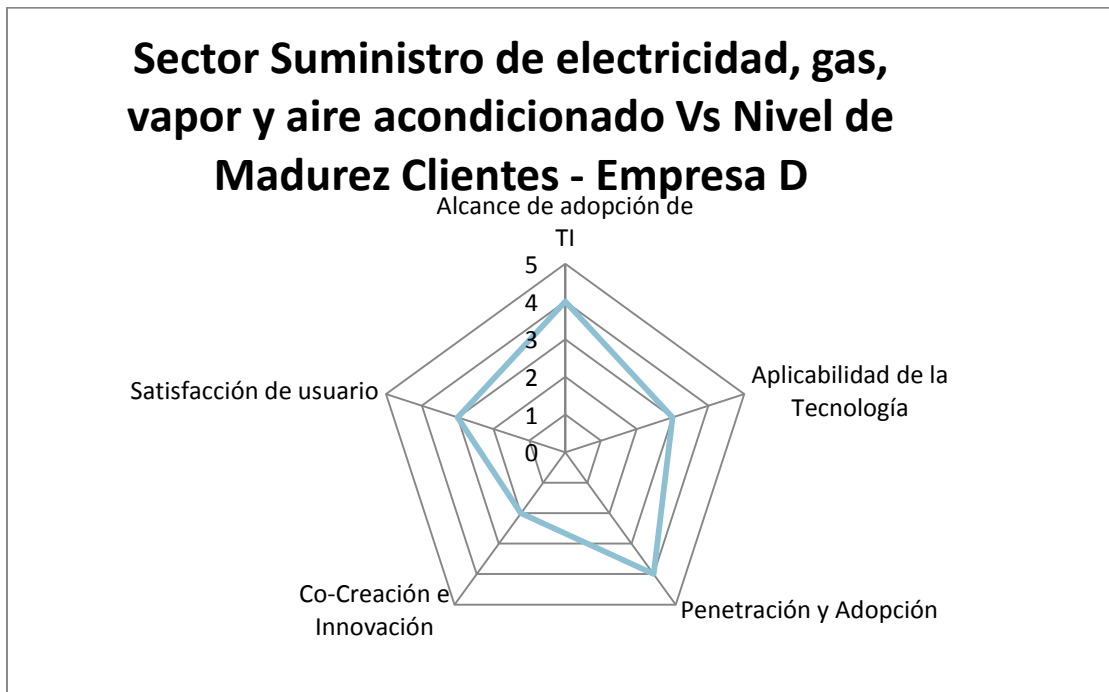 Sector Suministro de electricidad, gas,
vapor y aire acondicionado Vs Nivel de
Madurez Clientes - Empresa D
Alcance de adopción de
TI
5
4
3
2
1
0
Aplicabilidad de la
Tecnología
Penetración y Adopción
Co-Creación e
Innovación
Satisfacción de usuario